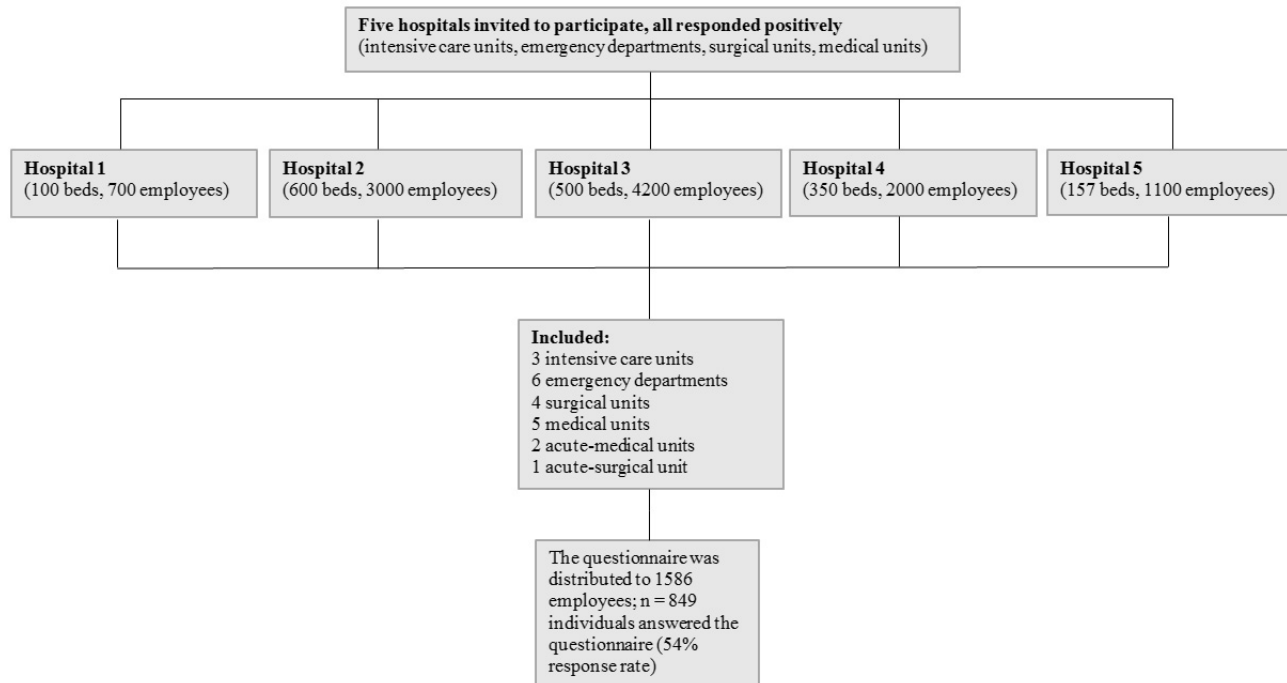 Five hospitals invited to participate, all responded positively
(intensive care units, emergency departments, surgical units, medical units)
Hospital 1
(100 beds, 700 employees)
Hospital 2
(600 beds, 3000 employees)
Hospital 3
(500 beds, 4200 employees)
Hospital 4
(350 beds, 2000 employees)
Hospital 5
(157 beds, 1100 employees)
Included:
3 intensive care units
6 emergency departments
4 surgical units
5 medical units
2 acute-medical units
1 acute-surgical unit
The questionnaire was
distributed to 1586
employees; n = 849
individuals answered the
questionnaire (54%
response rate)